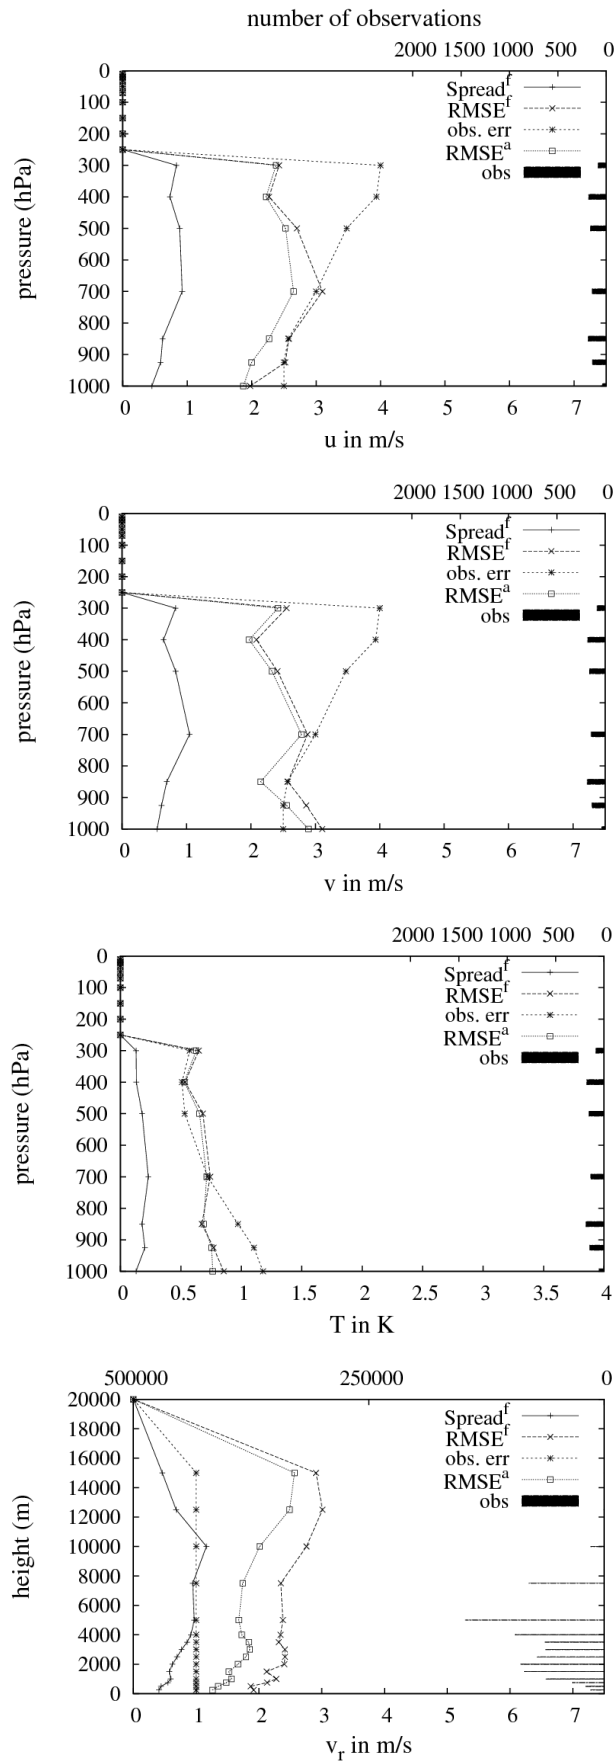 number of observations
2000 1500 1000 500 0
0
100
200
300
400
500
600
700
800
900
1000
pressure (hPa)
Spread^f
RMSE^f
obs. err
RMSE^a
obs
0 1 2 3 4 5 6 7
u in m/s
2000 1500 1000 500 0
0
100
200
300
400
500
600
700
800
900
1000
pressure (hPa)
Spread^f
RMSE^f
obs. err
RMSE^a
obs
0 1 2 3 4 5 6 7
v in m/s
2000 1500 1000 500 0
0
100
200
300
400
500
600
700
800
900
1000
pressure (hPa)
Spread^f
RMSE^f
obs. err
RMSE^a
obs
0 0.5 1 1.5 2 2.5 3 3.5 4
T in K
500000 250000 0
20000
18000
16000
14000
12000
10000
8000
6000
4000
2000
0
height (m)
Spread^f
RMSE^f
obs. err
RMSE^a
obs
0 1 2 3 4 5 6 7
v_r in m/s